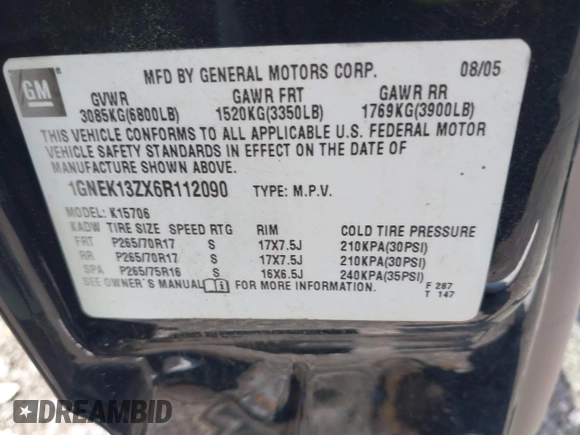 GM
MFD BY GENERAL MOTORS CORP. 08/05
GVWR GAWR FRT GAWR RR
3085KG(6800LB) 1520KG(3350LB) 1769KG(3900LB)
THIS VEHICLE CONFORMS TO ALL APPLICABLE U.S. FEDERAL MOTOR
VEHICLE SAFETY STANDARDS IN EFFECT ON THE DATE OF
MANUFACTURE SHOWN ABOVE.
1GNEK13ZX6R112090 TYPE: M.P.V.
MODEL: K15706
KADW TIRE SIZE SPEED RTG RIM COLD TIRE PRESSURE
FRT P265/70R17 S 17X7.5J 210KPA(30PSI)
RR P265/70R17 S 17X7.5J 210KPA(30PSI)
SPA P265/75R16 S 16X6.5J 240KPA(35PSI)
SEE OWNER'S MANUAL FOR MORE INFORMATION. F 287
T 147
DREAMBID